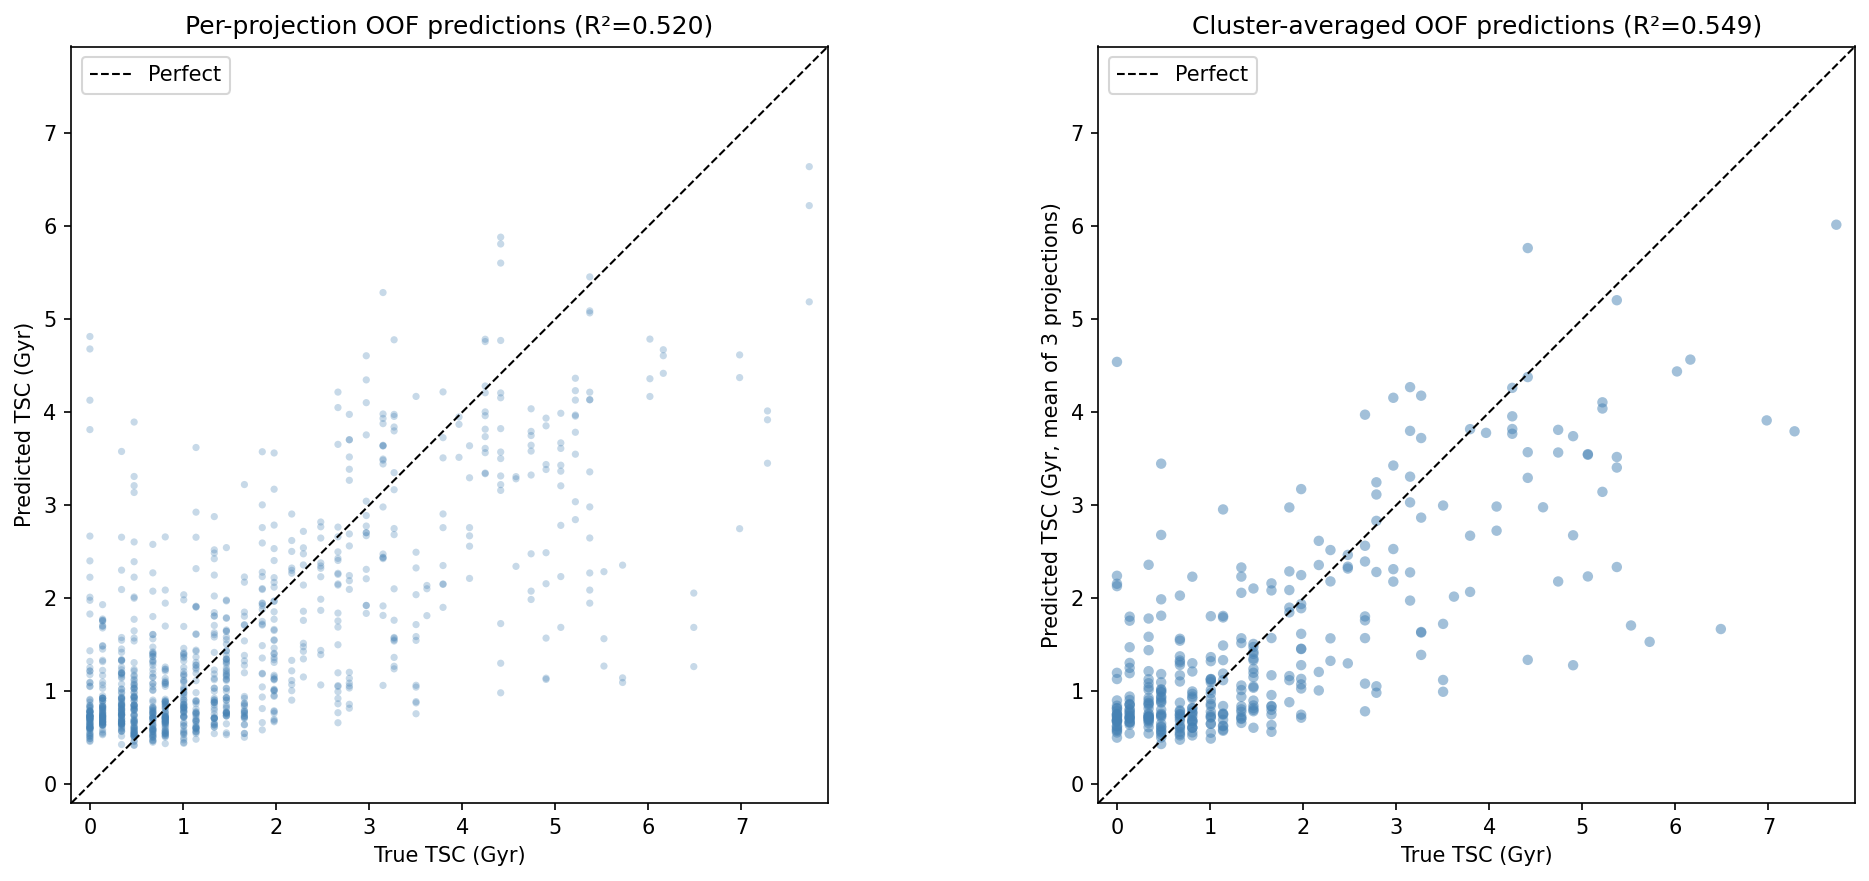 Per-projection OOF predictions (R²=0.520)
Perfect
7
6
5
4
3
2
1
0
Predicted TSC (Gyr)
0 1 2 3 4 5 6 7
True TSC (Gyr)
Cluster-averaged OOF predictions (R²=0.549)
Perfect
7
6
5
4
3
2
1
0
Predicted TSC (Gyr, mean of 3 projections)
0 1 2 3 4 5 6 7
True TSC (Gyr)